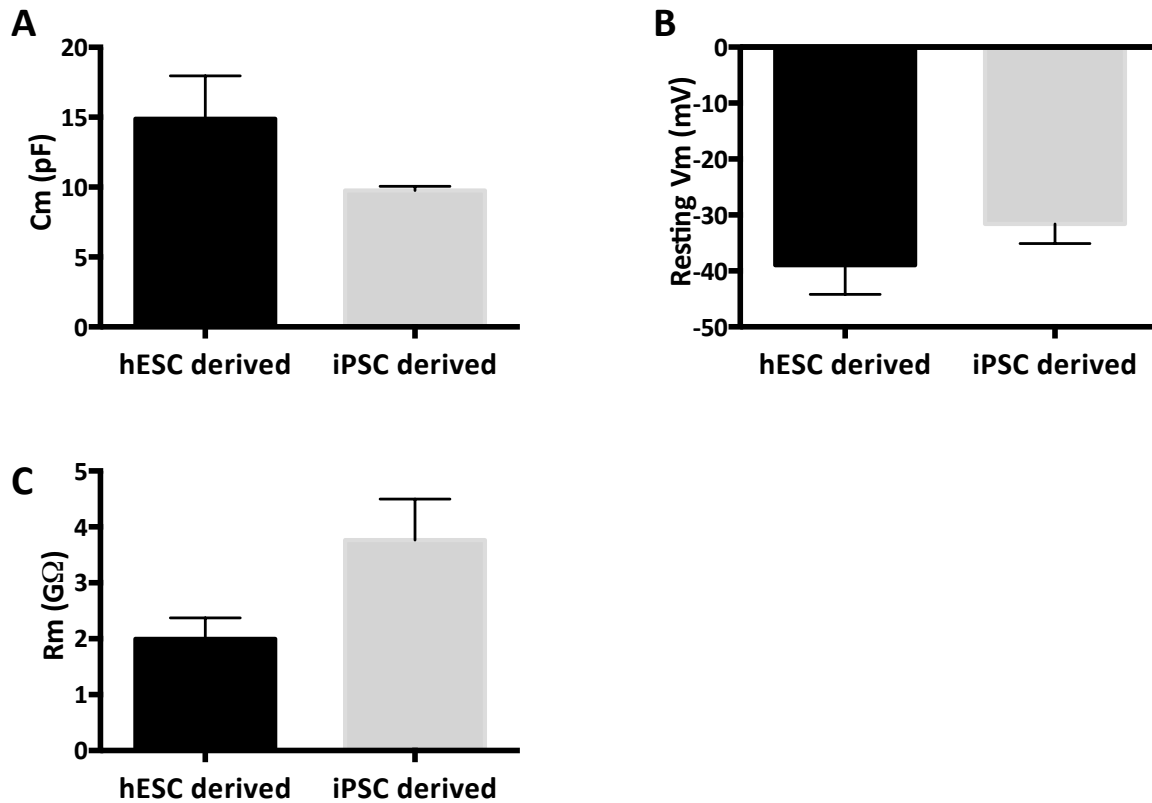 A
Cm (pF)
20
15
10
5
0
hESC derived iPSC derived
B
Resting Vm (mV)
0
-10
-20
-30
-40
-50
hESC derived iPSC derived
C
Rm (GΩ)
5
4
3
2
1
0
hESC derived iPSC derived